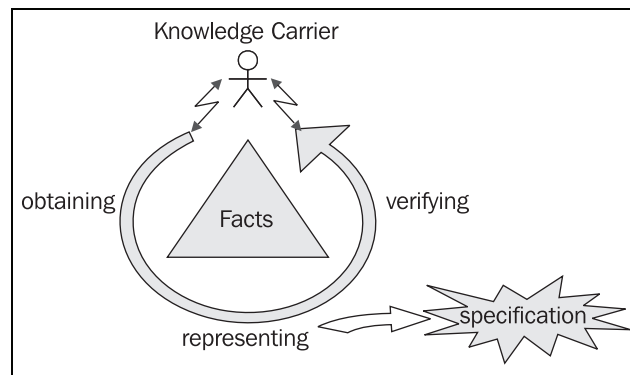 Knowledge Carrier
obtaining
verifying
Facts
specification
representing